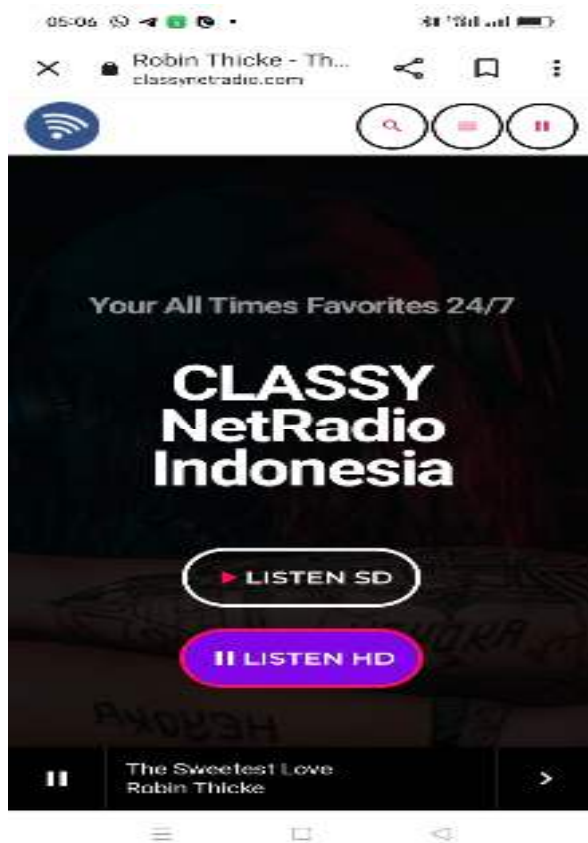 05:06
Robin Thicke - Th...
classynetradio.com
Your All Times Favorites 24/7
CLASSY
NetRadio
Indonesia
LISTEN SD
LISTEN HD
The Sweetest Love
Robin Thicke